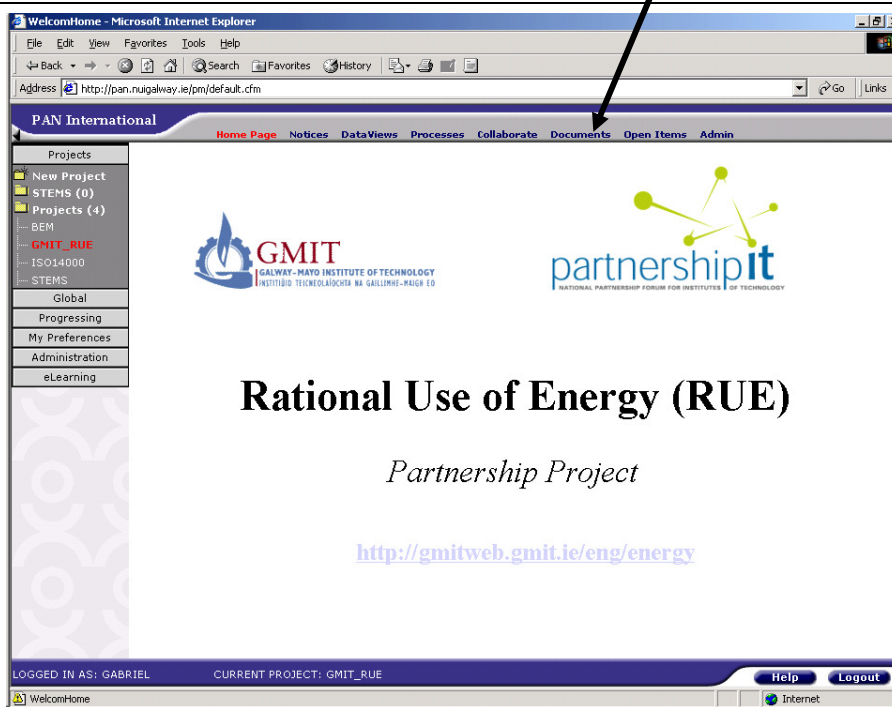 WelcomHome - Microsoft Internet Explorer
File Edit View Favorites Tools Help
Back Search Favorites History
Address http://pan.nuigalway.ie/pm/default.cfm Go Links
PAN International
Home Page Notices DataViews Processes Collaborate Documents Open Items Admin
Projects
New Project
STEMS (0)
Projects (4)
BEM
GMIT_RUE
ISO14000
STEMS
Global
Progressing
My Preferences
Administration
eLearning
GMIT
GALWAY-MAYO INSTITUTE OF TECHNOLOGY
INSTITIÚID TEICNEOLAÍOCHTA NA GAILLIMHE-MAIGH EO
partnershipit
NATIONAL PARTNERSHIP FORUM FOR INSTITUTES OF TECHNOLOGY
Rational Use of Energy (RUE)
Partnership Project
http://gmitweb.gmit.ie/eng/energy
LOGGED IN AS: GABRIEL CURRENT PROJECT: GMIT_RUE Help Logout
WelcomHome Internet